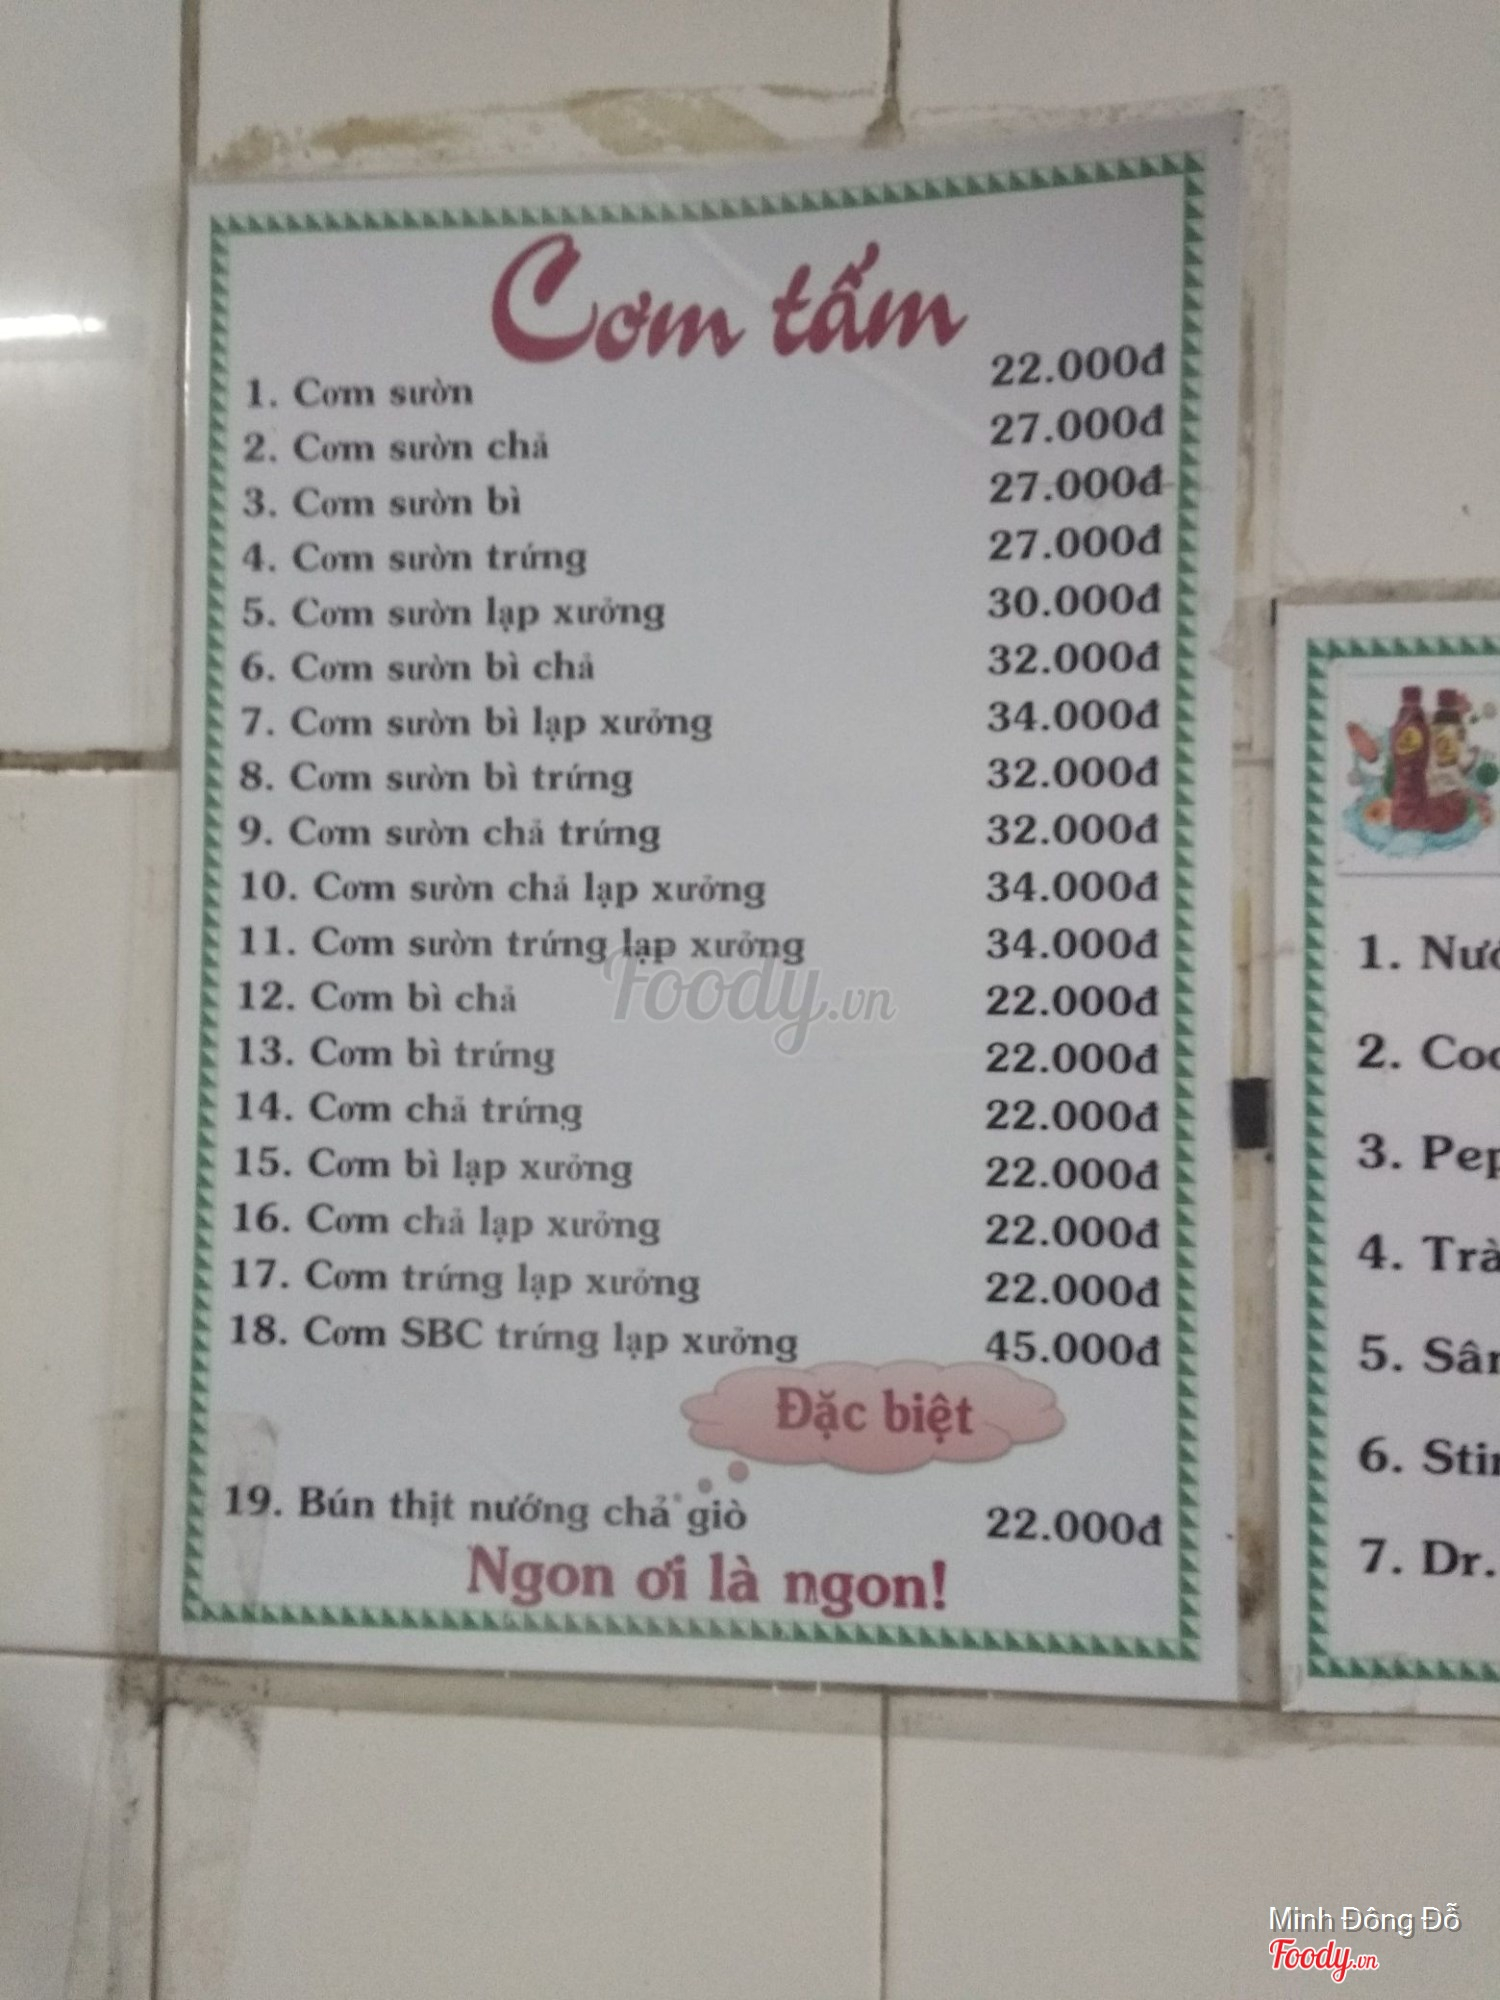 Cơm tấm
1. Cơm sườn 22.000đ
2. Cơm sườn chả 27.000đ
3. Cơm sườn bì 27.000đ
4. Cơm sườn trứng 27.000đ
5. Cơm sườn lạp xưởng 30.000đ
6. Cơm sườn bì chả 32.000đ
7. Cơm sườn bì lạp xưởng 34.000đ
8. Cơm sườn bì trứng 32.000đ
9. Cơm sườn chả trứng 32.000đ
10. Cơm sườn chả lạp xưởng 34.000đ
11. Cơm sườn trứng lạp xưởng 34.000đ
12. Cơm bì chả 22.000đ
13. Cơm bì trứng 22.000đ
14. Cơm chả trứng 22.000đ
15. Cơm bì lạp xưởng 22.000đ
16. Cơm chả lạp xưởng 22.000đ
17. Cơm trứng lạp xưởng 22.000đ
18. Cơm SBC trứng lạp xưởng 45.000đ
Đặc biệt
19. Bún thịt nướng chả giò 22.000đ
Ngon ơi là ngon!
1.
2.
3.
4. Trà
5.
6.
7. Dr.
Foody.vn
Minh Đông Đỗ
Foody.vn